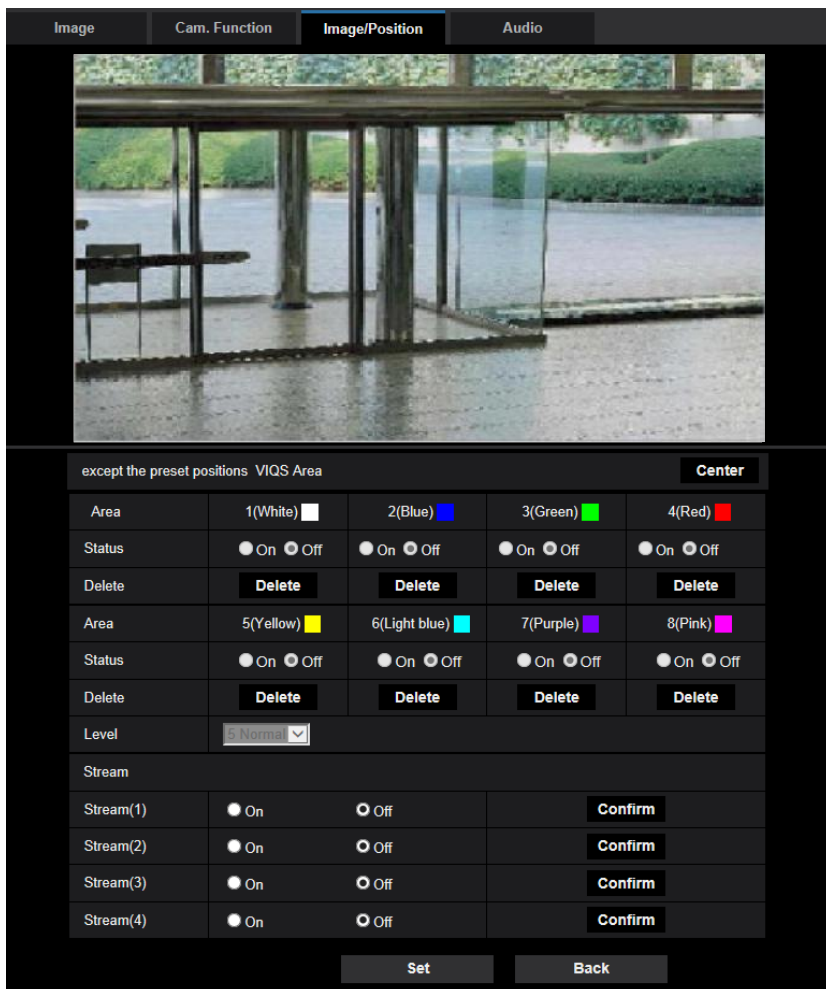 Image Cam. Function Image/Position Audio
except the preset positions VIQS Area Center
Area 1(White) 2(Blue) 3(Green) 4(Red)
Status On Off On Off On Off On Off
Delete Delete Delete Delete Delete
Area 5(Yellow) 6(Light blue) 7(Purple) 8(Pink)
Status On Off On Off On Off On Off
Delete Delete Delete Delete Delete
Level 5 Normal
Stream
Stream(1) On Off Confirm
Stream(2) On Off Confirm
Stream(3) On Off Confirm
Stream(4) On Off Confirm
Set Back